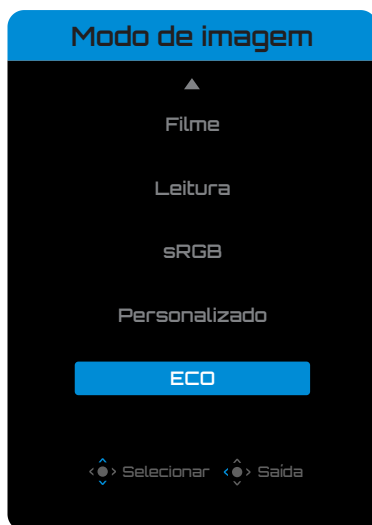 Modo de imagem
Filme
Leitura
sRGB
Personalizado
ECO
Selecionar Saída